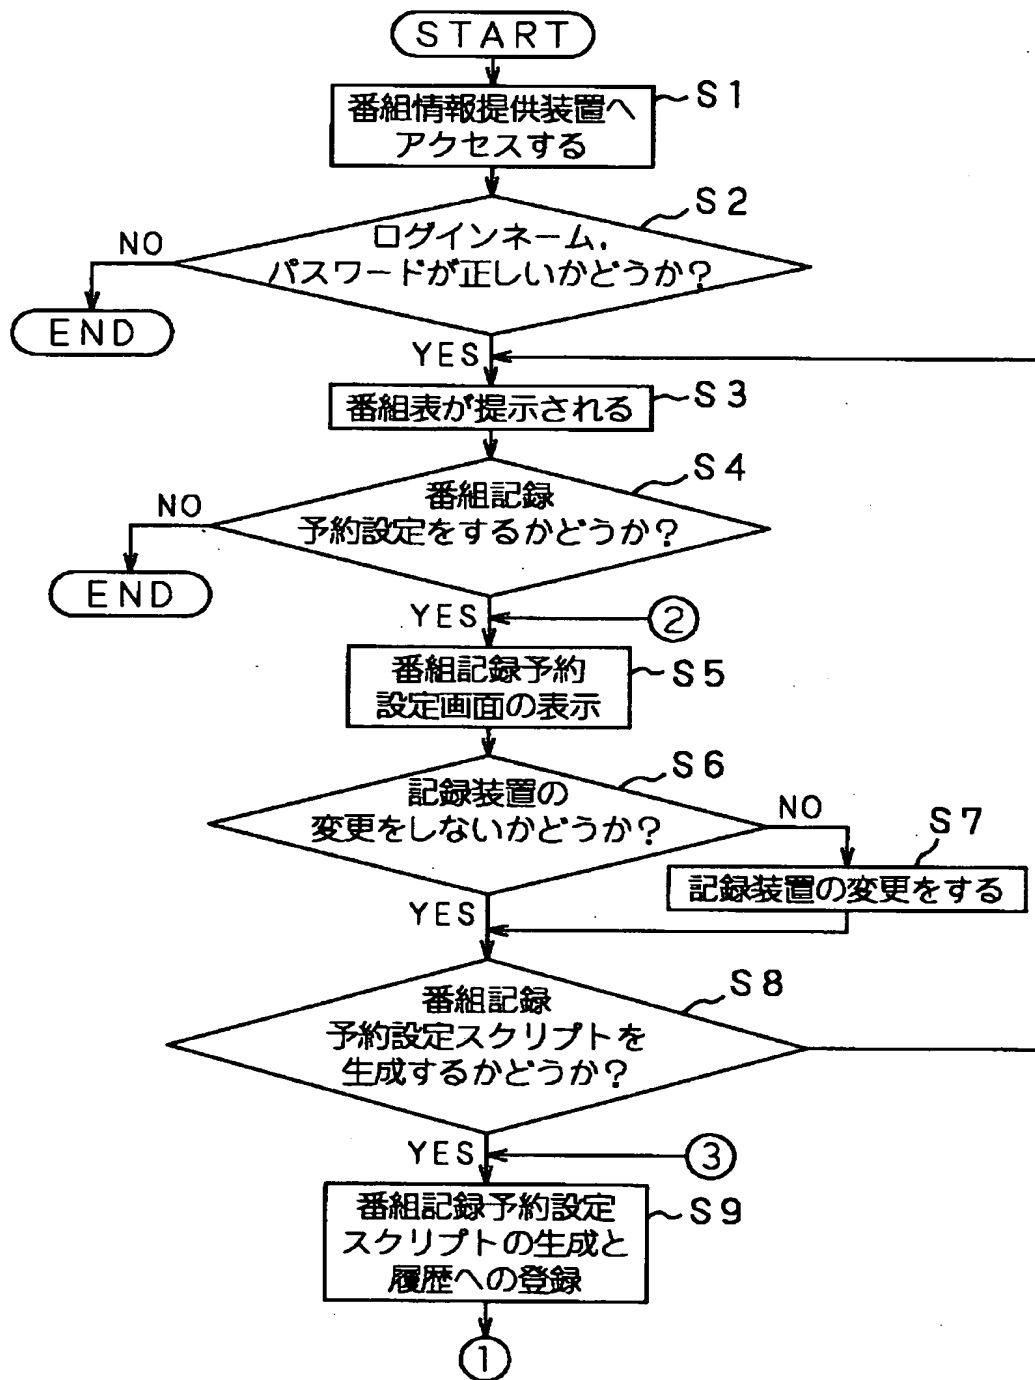 START
番組情報提供装置へ
アクセスする
S1
ログインネーム,
パスワードが正しいかどうか?
S2
NO
END
YES
番組表が提示される
S3
番組記録
予約設定をするかどうか?
S4
NO
END
YES
②
番組記録予約
設定画面の表示
S5
記録装置の
変更をしないかどうか?
S6
NO
記録装置の変更をする
S7
YES
番組記録
予約設定スクリプトを
生成するかどうか?
S8
YES
③
番組記録予約設定
スクリプトの生成と
履歴への登録
S9
①